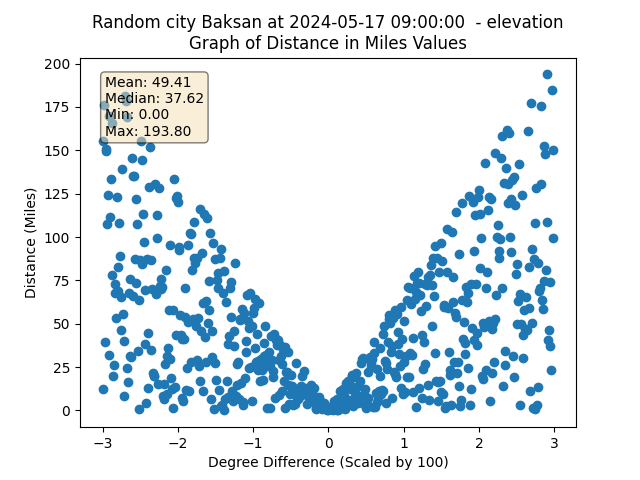 Random city Baksan at 2024-05-17 09:00:00  - elevation
Graph of Distance in Miles Values
Mean: 49.41
Median: 37.62
Min: 0.00
Max: 193.80
200
175
150
125
100
75
50
25
0
Distance (Miles)
−3 −2 −1 0 1 2 3
Degree Difference (Scaled by 100)